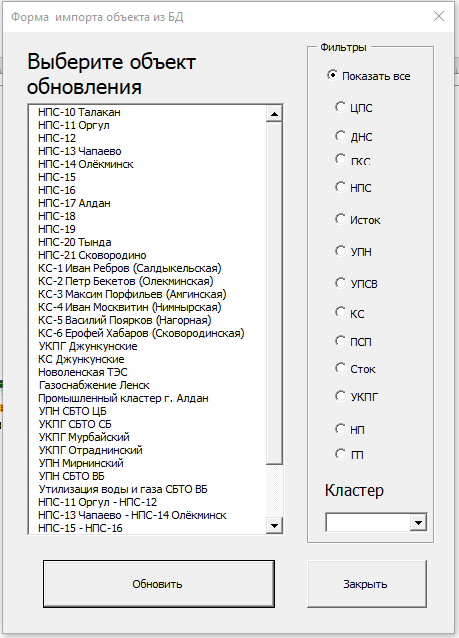 Форма импорта объекта из БД
Выберите объект
обновления
НПС-10 Талакан
НПС-11 Оргул
НПС-12
НПС-13 Чапаево
НПС-14 Олёкминск
НПС-15
НПС-16
НПС-17 Алдан
НПС-18
НПС-19
НПС-20 Тында
НПС-21 Сковородино
КС-1 Иван Ребров (Салдыкельская)
КС-2 Петр Бекетов (Олекминская)
КС-3 Максим Порфильев (Амгинская)
КС-4 Иван Москвитин (Нимнырская)
КС-5 Василий Поярков (Нагорная)
КС-6 Ерофей Хабаров (Сковородинская)
УКПГ Джункунские
КС Джункунские
Новоленская ТЭС
Газоснабжение Ленск
Промышленный кластер г. Алдан
УПН СБТО ЦБ
УКПГ СБТО СБ
УКПГ Мурбайский
УКПГ Отраднинский
УПН Мирнинский
УПН СБТО ВБ
Утилизация воды и газа СБТО ВБ
НПС-11 Оргул - НПС-12
НПС-13 Чапаево - НПС-14 Олёкминск
НПС-15 - НПС-16
Фильтры
Показать все
ЦПС
ДНС
ГКС
НПС
Исток
УПН
УПСВ
КС
ПСП
Сток
УКПГ
НП
Кластер
Обновить
Закрыть